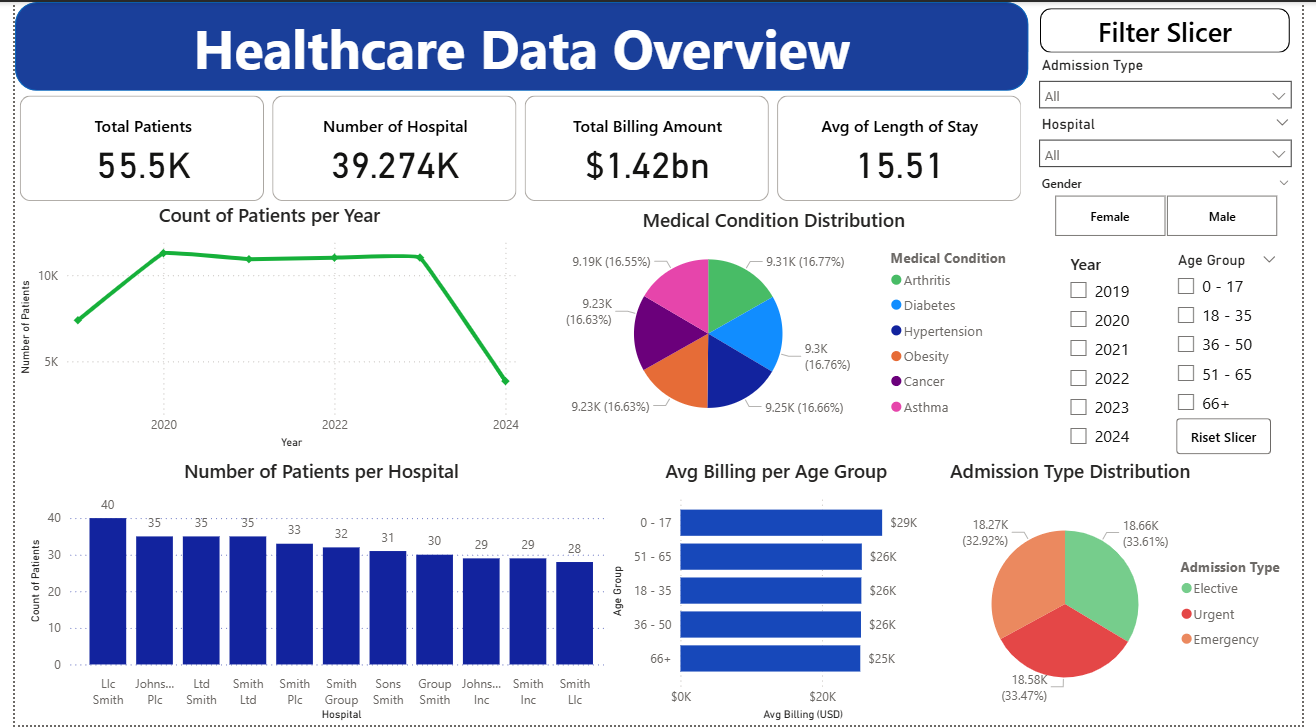 Healthcare Data Overview
Filter Slicer
Admission Type
All
Hospital
All
Gender
Female
Male
Year
2019
2020
2021
2022
2023
2024
Age Group
0 - 17
18 - 35
36 - 50
51 - 65
66+
Riset Slicer
Total Patients
55.5K
Number of Hospital
39.274K
Total Billing Amount
$1.42bn
Avg of Length of Stay
15.51
Count of Patients per Year
Number of Patients
10K
5K
2020
2022
2024
Year
Medical Condition Distribution
9.19K (16.55%)
9.31K (16.77%)
9.23K
(16.63%)
9.3K
(16.76%)
9.23K (16.63%)
9.25K (16.66%)
Medical Condition
Arthritis
Diabetes
Hypertension
Obesity
Cancer
Asthma
Number of Patients per Hospital
Count of Patients
40
30
20
10
0
40
35
35
35
33
32
31
30
29
29
28
Llc
Smith
Johns...
Plc
Ltd
Smith
Smith
Ltd
Smith
Plc
Smith
Group
Sons
Smith
Group
Smith
Johns...
Inc
Smith
Inc
Smith
Llc
Hospital
Avg Billing per Age Group
Age Group
0 - 17
$29K
51 - 65
$26K
18 - 35
$26K
36 - 50
$26K
66+
$25K
$0K
$20K
Avg Billing (USD)
Admission Type Distribution
18.27K
(32.92%)
18.66K
(33.61%)
18.58K
(33.47%)
Admission Type
Elective
Urgent
Emergency